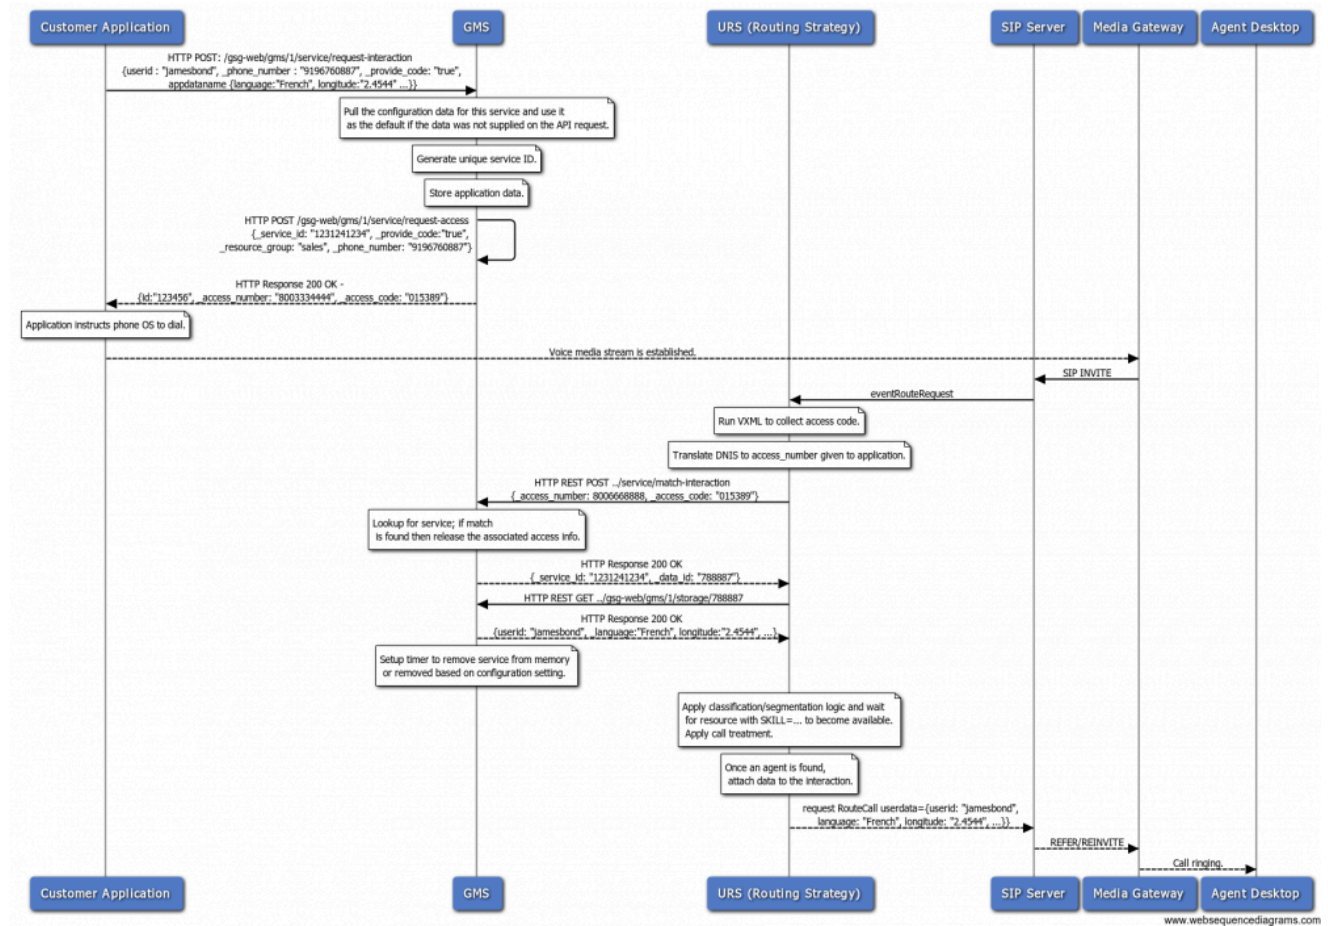 Customer Application
GMS
URS (Routing Strategy)
SIP Server
Media Gateway
Agent Desktop
HTTP POST: /gsg-web/gms/1/service/request-interaction
{userid : "jamesbond", _phone_number : "9196760887", _provide_code: "true",
appdataname {language:"French", longitude:"2.4544" ...}}
Pull the configuration data for this service and use it
as the default if the data was not supplied on the API request.
Generate unique service ID.
Store application data.
HTTP POST /gsg-web/gms/1/service/request-access
{_service_id: "1231241234", _provide_code:"true",
_resource_group: "sales", _phone_number: "9196760887"}
HTTP Response 200 OK -
{id:"123456", _access_number: "8003334444", _access_code: "015389"}
Application instructs phone OS to dial.
Voice media stream is established.
SIP INVITE
eventRouteRequest
Run VXML to collect access code.
Translate DNIS to access_number given to application.
HTTP REST POST ../service/match-interaction
{_access_number: 8006668888, _access_code: "015389"}
Lookup for service; if match
is found then release the associated access info.
HTTP Response 200 OK
{_service_id: "1231241234", _data_id: "788887"}
HTTP REST GET ../gsg-web/gms/1/storage/788887
HTTP Response 200 OK
{userid: "jamesbond", _language:"French", longitude:"2.4544", ...}
Setup timer to remove service from memory
or removed based on configuration setting.
Apply classification/segmentation logic and wait
for resource with SKILL=... to become available.
Apply call treatment.
Once an agent is found,
attach data to the interaction.
request RouteCall userdata={userid: "jamesbond",
language: "French", longitude: "2.4544", ...}}
REFER/REINVITE
Call ringing.
Customer Application
GMS
URS (Routing Strategy)
SIP Server
Media Gateway
Agent Desktop
www.websequencediagrams.com